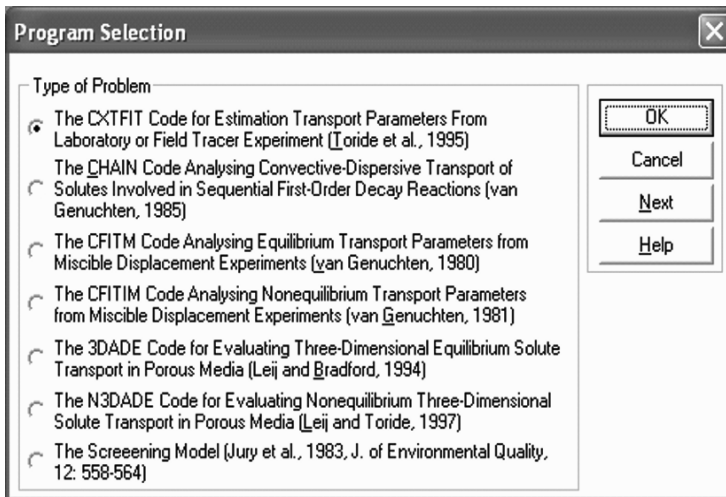 Program Selection
Type of Problem
The CXTFIT Code for Estimation Transport Parameters From
Laboratory or Field Tracer Experiment (Toride et al., 1995)
The CHAIN Code Analysing Convective-Dispersive Transport of
Solutes Involved in Sequential First-Order Decay Reactions (van
Genuchten, 1985)
The CFITM Code Analysing Equilibrium Transport Parameters from
Miscible Displacement Experiments (van Genuchten, 1980)
The CFITIM Code Analysing Nonequilibrium Transport Parameters
from Miscible Displacement Experiments (van Genuchten, 1981)
The 3DADE Code for Evaluating Three-Dimensional Equilibrium Solute
Transport in Porous Media (Leij and Bradford, 1994)
The N3DADE Code for Evaluating Nonequilibrium Three-Dimensional
Solute Transport in Porous Media (Leij and Toride, 1997)
The Screeening Model (Jury et al., 1983, J. of Environmental Quality,
12: 558-564)
OK
Cancel
Next
Help